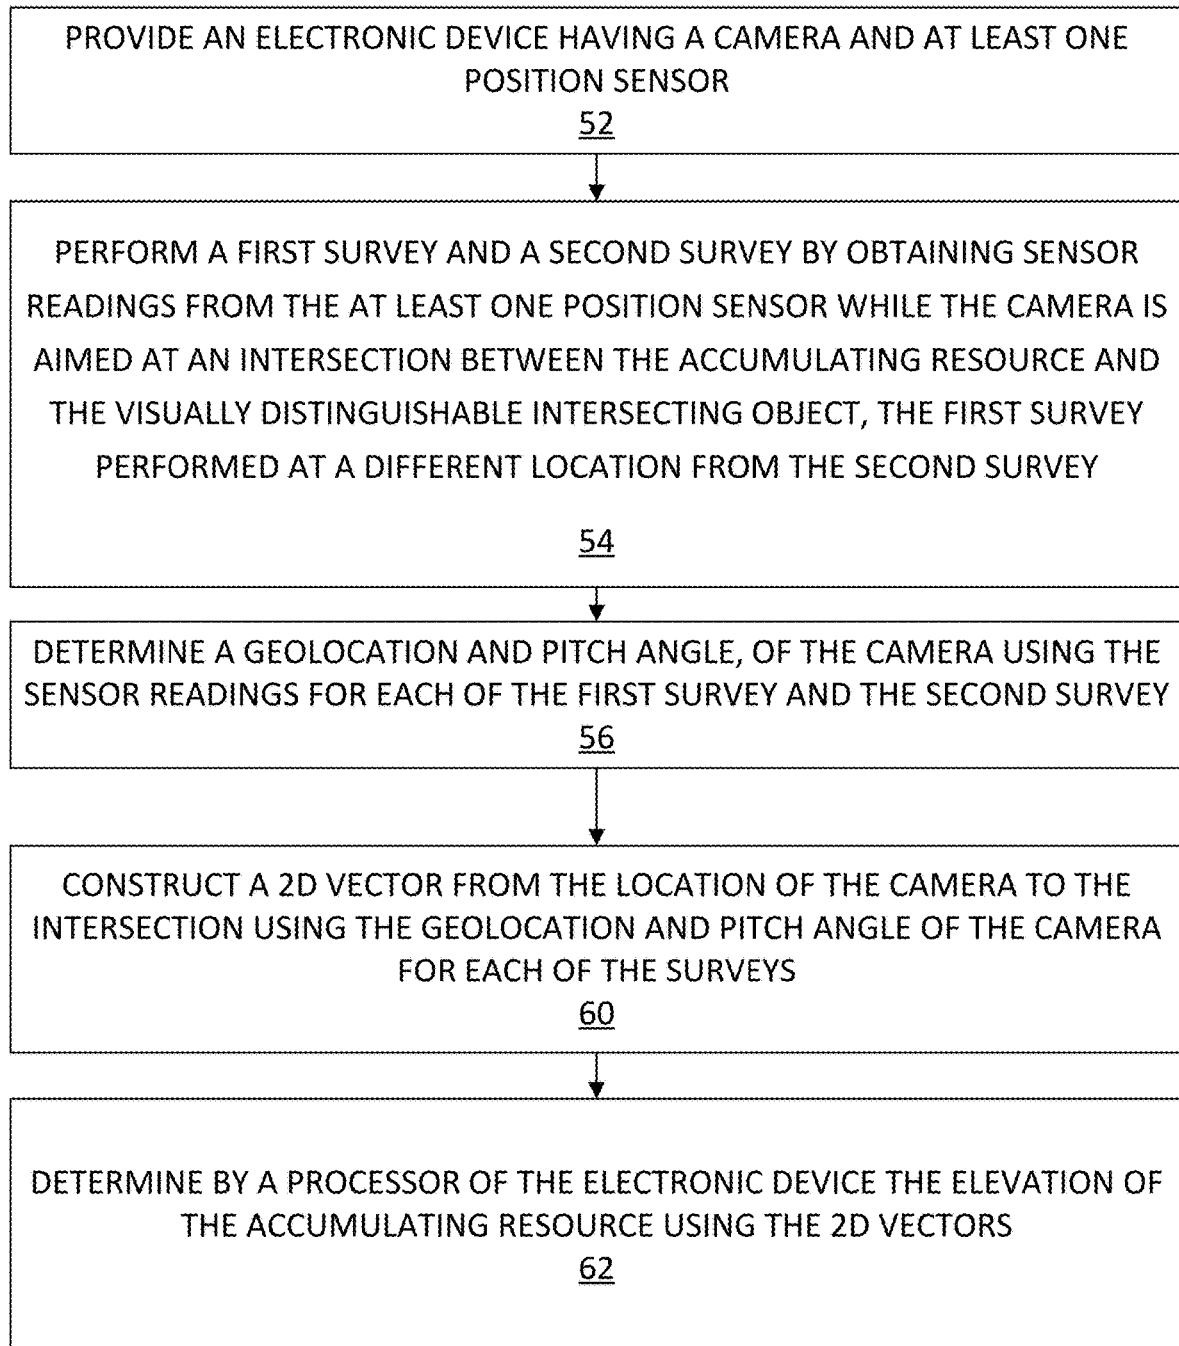 PROVIDE AN ELECTRONIC DEVICE HAVING A CAMERA AND AT LEAST ONE
POSITION SENSOR
52
PERFORM A FIRST SURVEY AND A SECOND SURVEY BY OBTAINING SENSOR
READINGS FROM THE AT LEAST ONE POSITION SENSOR WHILE THE CAMERA IS
AIMED AT AN INTERSECTION BETWEEN THE ACCUMULATING RESOURCE AND
THE VISUALLY DISTINGUISHABLE INTERSECTING OBJECT, THE FIRST SURVEY
PERFORMED AT A DIFFERENT LOCATION FROM THE SECOND SURVEY
54
DETERMINE A GEOLOCATION AND PITCH ANGLE, OF THE CAMERA USING THE
SENSOR READINGS FOR EACH OF THE FIRST SURVEY AND THE SECOND SURVEY
56
CONSTRUCT A 2D VECTOR FROM THE LOCATION OF THE CAMERA TO THE
INTERSECTION USING THE GEOLOCATION AND PITCH ANGLE OF THE CAMERA
FOR EACH OF THE SURVEYS
60
DETERMINE BY A PROCESSOR OF THE ELECTRONIC DEVICE THE ELEVATION OF
THE ACCUMULATING RESOURCE USING THE 2D VECTORS
62